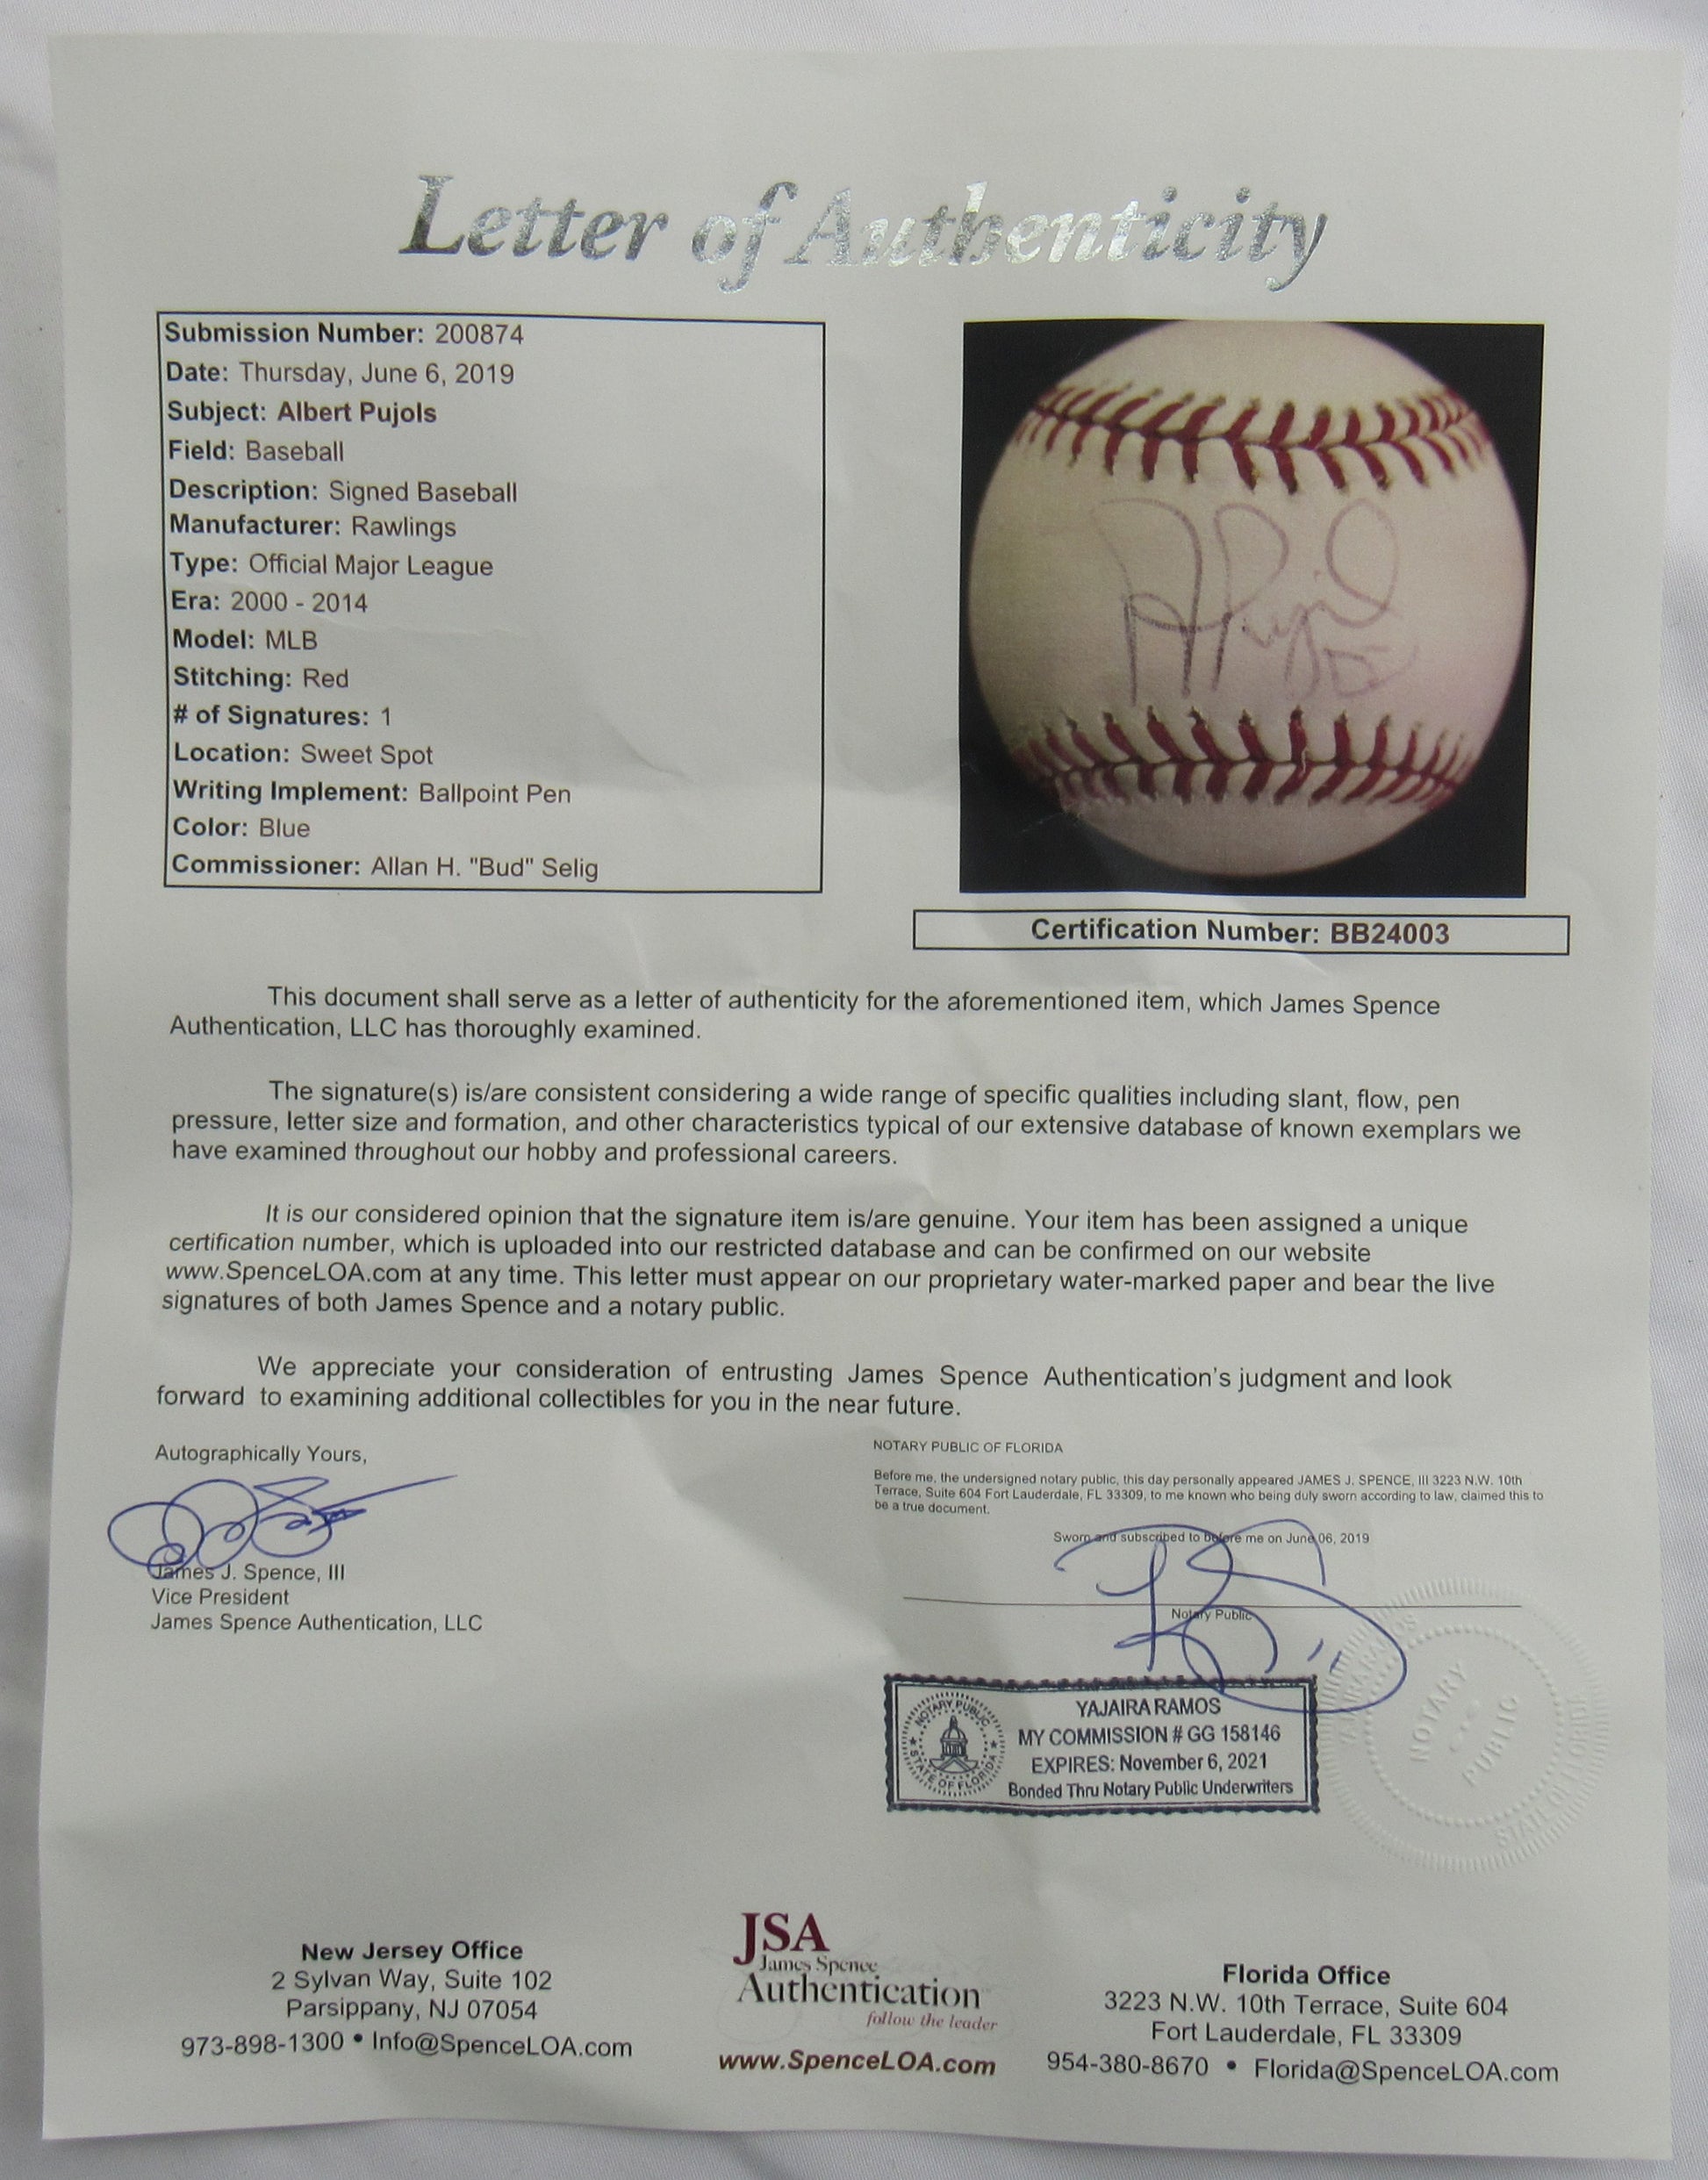 Letter of Authenticity
Submission Number: 200874
Date: Thursday, June 6, 2019
Subject: Albert Pujols
Field: Baseball
Description: Signed Baseball
Manufacturer: Rawlings
Type: Official Major League
Era: 2000 - 2014
Model: MLB
Stitching: Red
# of Signatures: 1
Location: Sweet Spot
Writing Implement: Ballpoint Pen
Color: Blue
Commissioner: Allan H. "Bud" Selig
Certification Number: BB24003
This document shall serve as a letter of authenticity for the aforementioned item, which James Spence
Authentication, LLC has thoroughly examined.
The signature(s) is/are consistent considering a wide range of specific qualities including slant, flow, pen
pressure, letter size and formation, and other characteristics typical of our extensive database of known exemplars we
have examined throughout our hobby and professional careers.
It is our considered opinion that the signature item is/are genuine. Your item has been assigned a unique
certification number, which is uploaded into our restricted database and can be confirmed on our website
www.SpenceLOA.com at any time. This letter must appear on our proprietary water-marked paper and bear the live
signatures of both James Spence and a notary public.
We appreciate your consideration of entrusting James Spence Authentication's judgment and look
forward to examining additional collectibles for you in the near future.
Autographically Yours,
James J. Spence, III
Vice President
James Spence Authentication, LLC
NOTARY PUBLIC OF FLORIDA
Before me, the undersigned notary public, this day personally appeared JAMES J. SPENCE, III 3223 N.W. 10th
Terrace, Suite 604 Fort Lauderdale, FL 33309, to me known who being duly sworn according to law, claimed this to
be a true document.
Sworn and subscribed to before me on June 06, 2019
Notary Public
NOTARY PUBLIC
STATE OF FLORIDA
YAJAIRA RAMOS
MY COMMISSION # GG 158146
EXPIRES: November 6, 2021
Bonded Thru Notary Public Underwriters
NOTARY
PUBLIC
New Jersey Office
2 Sylvan Way, Suite 102
Parsippany, NJ 07054
973-898-1300 • Info@SpenceLOA.com
JSA
James Spence
Authentication
follow the leader
www.SpenceLOA.com
Florida Office
3223 N.W. 10th Terrace, Suite 604
Fort Lauderdale, FL 33309
954-380-8670 • Florida@SpenceLOA.com